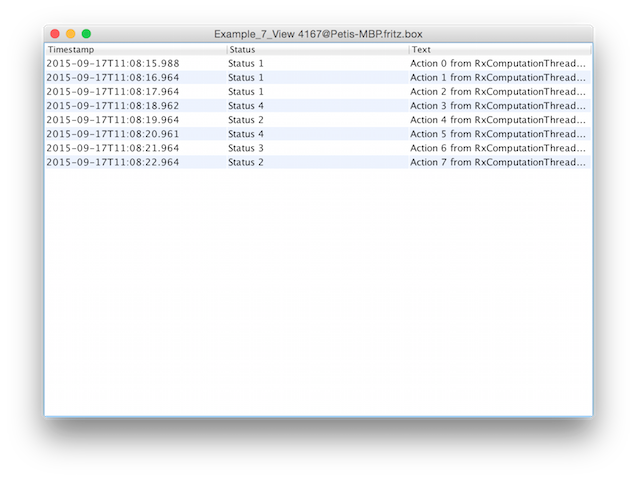 Example_7_View 4167@Petis-MBP.fritz.box
Timestamp Status Text
2015-09-17T11:08:15.988 Status 1 Action 0 from RxComputationThread...
2015-09-17T11:08:16.964 Status 1 Action 1 from RxComputationThread...
2015-09-17T11:08:17.964 Status 1 Action 2 from RxComputationThread...
2015-09-17T11:08:18.962 Status 4 Action 3 from RxComputationThread...
2015-09-17T11:08:19.964 Status 2 Action 4 from RxComputationThread...
2015-09-17T11:08:20.961 Status 4 Action 5 from RxComputationThread...
2015-09-17T11:08:21.964 Status 3 Action 6 from RxComputationThread...
2015-09-17T11:08:22.964 Status 2 Action 7 from RxComputationThread...